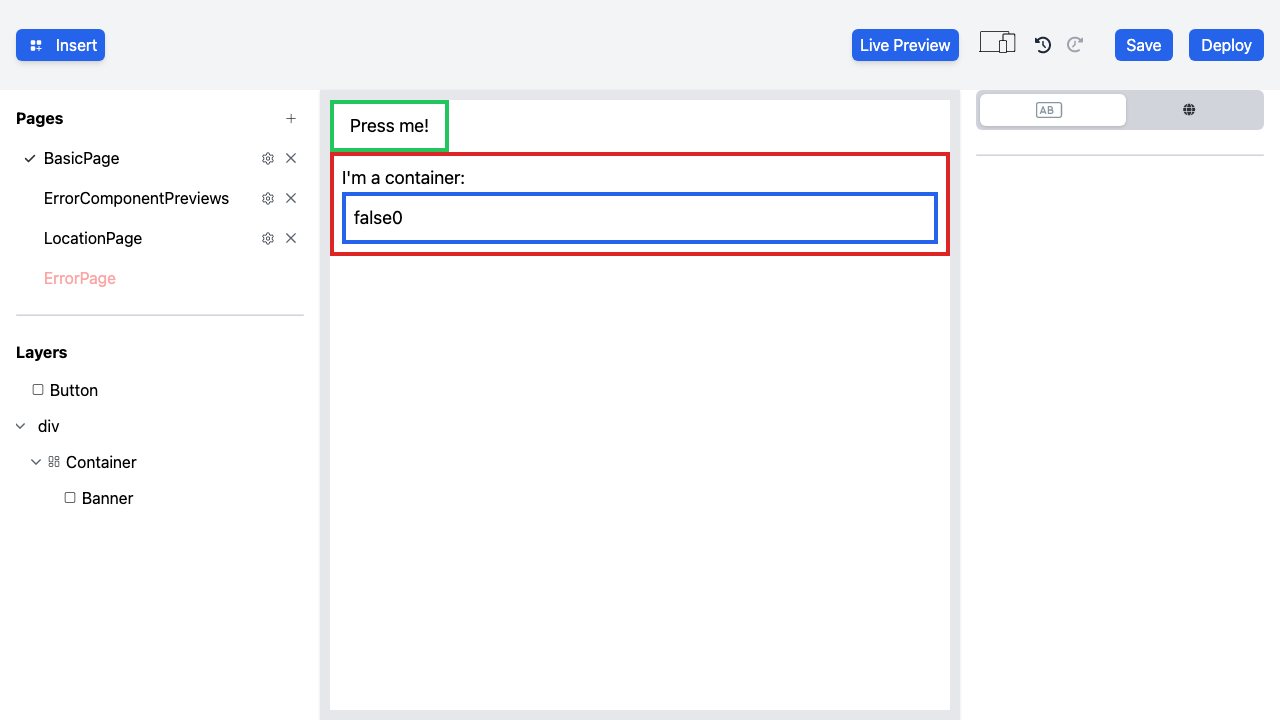 Insert
Live Preview
Save
Deploy
Pages
BasicPage
ErrorComponentPreviews
LocationPage
ErrorPage
Layers
Button
div
Container
Banner
Press me!
I'm a container:
false0
AB